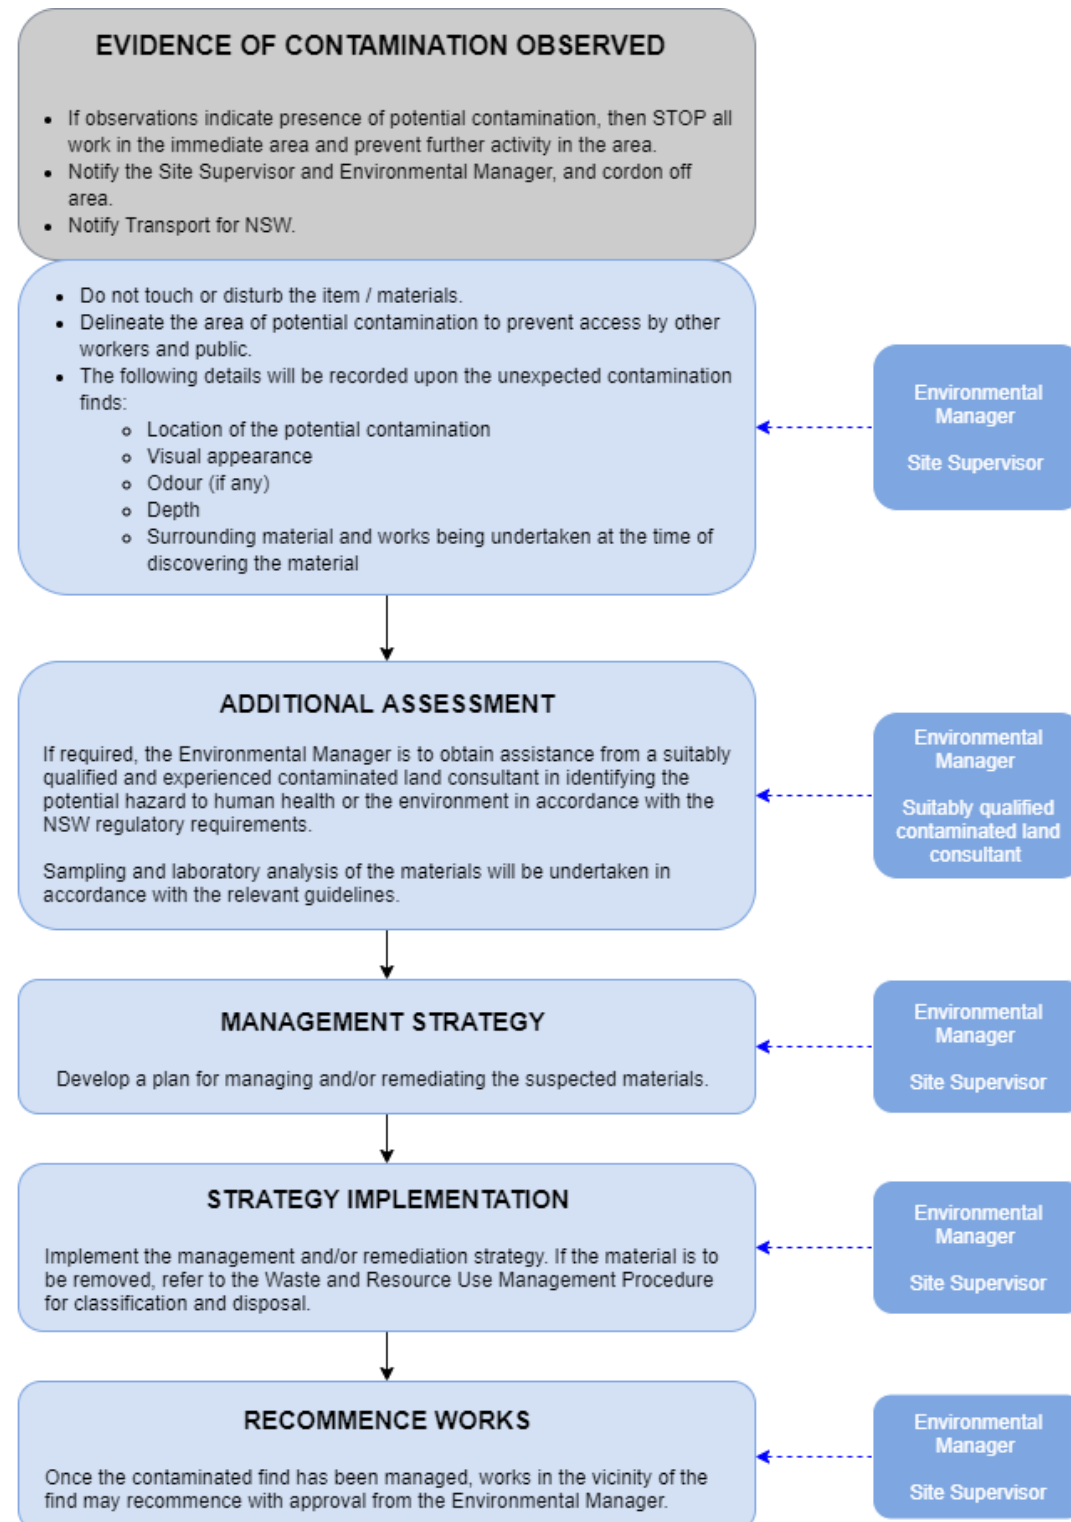 EVIDENCE OF CONTAMINATION OBSERVED
• If observations indicate presence of potential contamination, then STOP all
work in the immediate area and prevent further activity in the area.
• Notify the Site Supervisor and Environmental Manager, and cordon off
area.
• Notify Transport for NSW.
• Do not touch or disturb the item / materials.
• Delineate the area of potential contamination to prevent access by other
workers and public.
• The following details will be recorded upon the unexpected contamination
finds:
o Location of the potential contamination
o Visual appearance
o Odour (if any)
o Depth
o Surrounding material and works being undertaken at the time of
discovering the material
Environmental
Manager
Site Supervisor
ADDITIONAL ASSESSMENT
If required, the Environmental Manager is to obtain assistance from a suitably
qualified and experienced contaminated land consultant in identifying the
potential hazard to human health or the environment in accordance with the
NSW regulatory requirements.
Sampling and laboratory analysis of the materials will be undertaken in
accordance with the relevant guidelines.
Environmental
Manager
Suitably qualified
contaminated land
consultant
MANAGEMENT STRATEGY
Develop a plan for managing and/or remediating the suspected materials.
Environmental
Manager
Site Supervisor
STRATEGY IMPLEMENTATION
Implement the management and/or remediation strategy. If the material is to
be removed, refer to the Waste and Resource Use Management Procedure
for classification and disposal.
Environmental
Manager
Site Supervisor
RECOMMENCE WORKS
Once the contaminated find has been managed, works in the vicinity of the
find may recommence with approval from the Environmental Manager.
Environmental
Manager
Site Supervisor